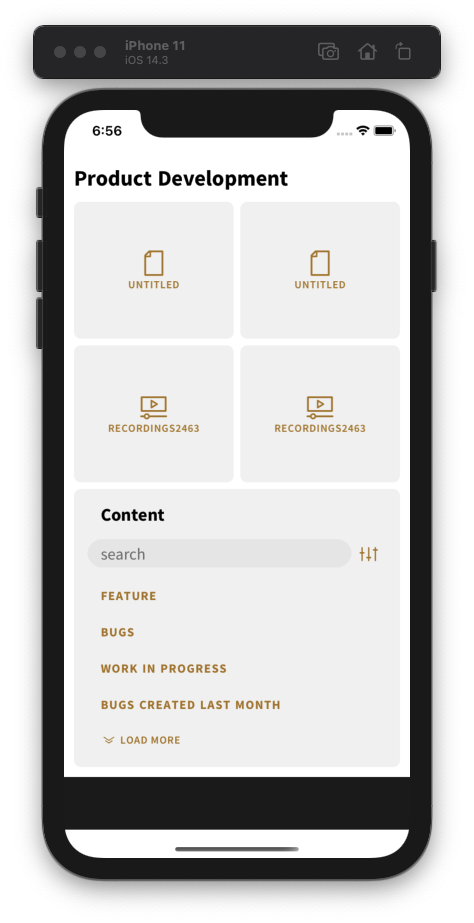 iPhone 11
iOS 14.3
6:56
Product Development
UNTITLED
UNTITLED
RECORDINGS2463
RECORDINGS2463
Content
search
FEATURE
BUGS
WORK IN PROGRESS
BUGS CREATED LAST MONTH
LOAD MORE